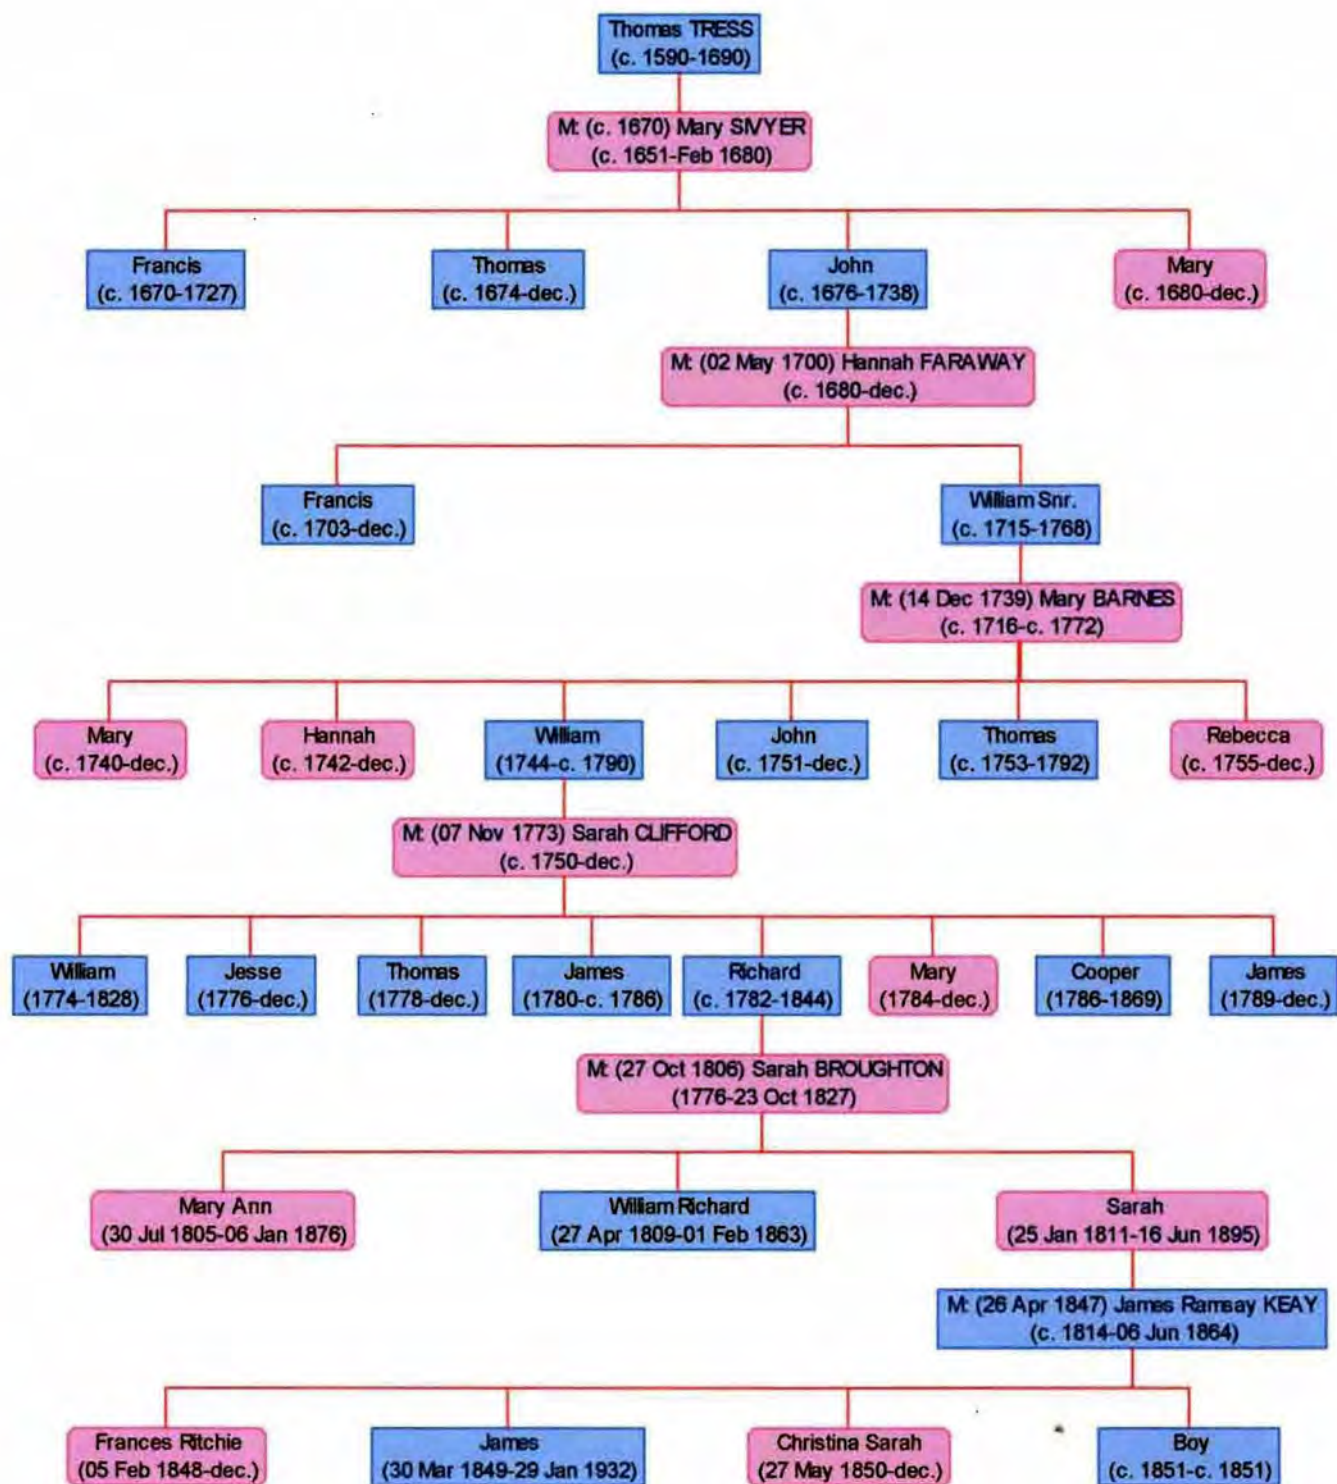 Thomas TRESS
(c. 1590-1690)
M: (c. 1670) Mary SIVYER
(c. 1651-Feb 1680)
Francis
(c. 1670-1727)
Thomas
(c. 1674-dec.)
John
(c. 1676-1738)
Mary
(c. 1680-dec.)
M: (02 May 1700) Hannah FARAWAY
(c. 1680-dec.)
Francis
(c. 1703-dec.)
William Snr.
(c. 1715-1768)
M: (14 Dec 1739) Mary BARNES
(c. 1716-c. 1772)
Mary
(c. 1740-dec.)
Hannah
(c. 1742-dec.)
William
(1744-c. 1790)
John
(c. 1751-dec.)
Thomas
(c. 1753-1792)
Rebecca
(c. 1755-dec.)
M: (07 Nov 1773) Sarah CLIFFORD
(c. 1750-dec.)
William
(1774-1828)
Jesse
(1776-dec.)
Thomas
(1778-dec.)
James
(1780-c. 1786)
Richard
(c. 1782-1844)
Mary
(1784-dec.)
Cooper
(1786-1869)
James
(1789-dec.)
M: (27 Oct 1806) Sarah BROUGHTON
(1776-23 Oct 1827)
Mary Ann
(30 Jul 1805-06 Jan 1876)
William Richard
(27 Apr 1809-01 Feb 1863)
Sarah
(25 Jan 1811-16 Jun 1895)
M: (26 Apr 1847) James Ramsay KEAY
(c. 1814-06 Jun 1864)
Frances Ritchie
(05 Feb 1848-dec.)
James
(30 Mar 1849-29 Jan 1932)
Christina Sarah
(27 May 1850-dec.)
Boy
(c. 1851-c. 1851)